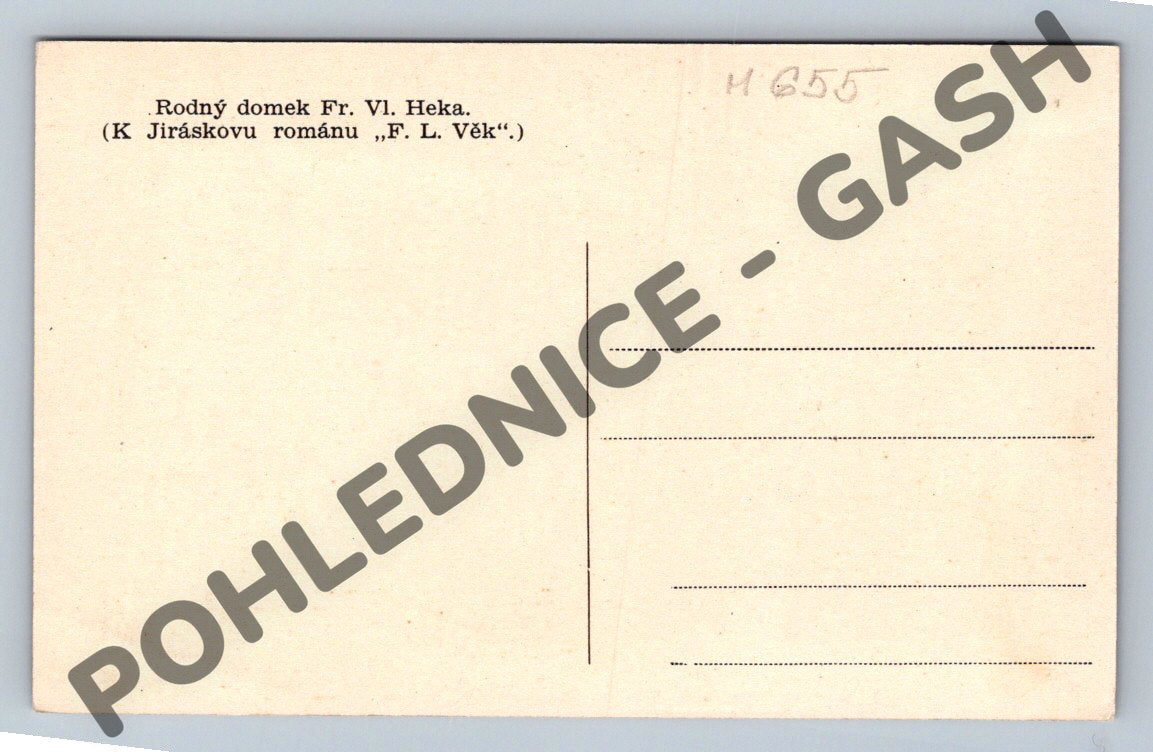 Rodný domek Fr. Vl. Heka.
(K Jiráskovu románu „F. L. Věk“.)
H 655
POHLEDNICE - GASH